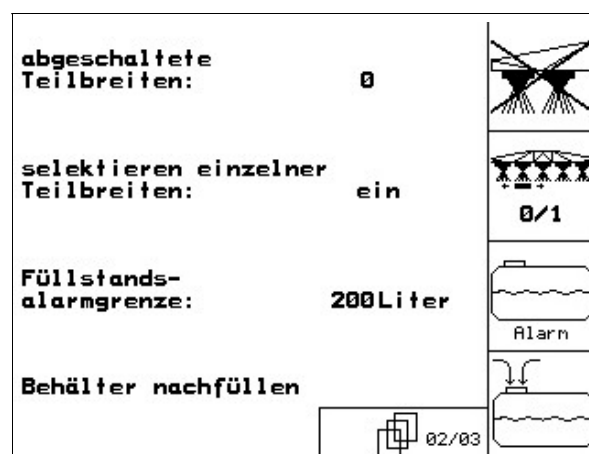 abgeschaltete
Teilbreiten: 0
selektieren einzelner
Teilbreiten: ein
0/1
Füllstands-
alarmgrenze: 200Liter
Alarm
Behälter nachfüllen
02/03